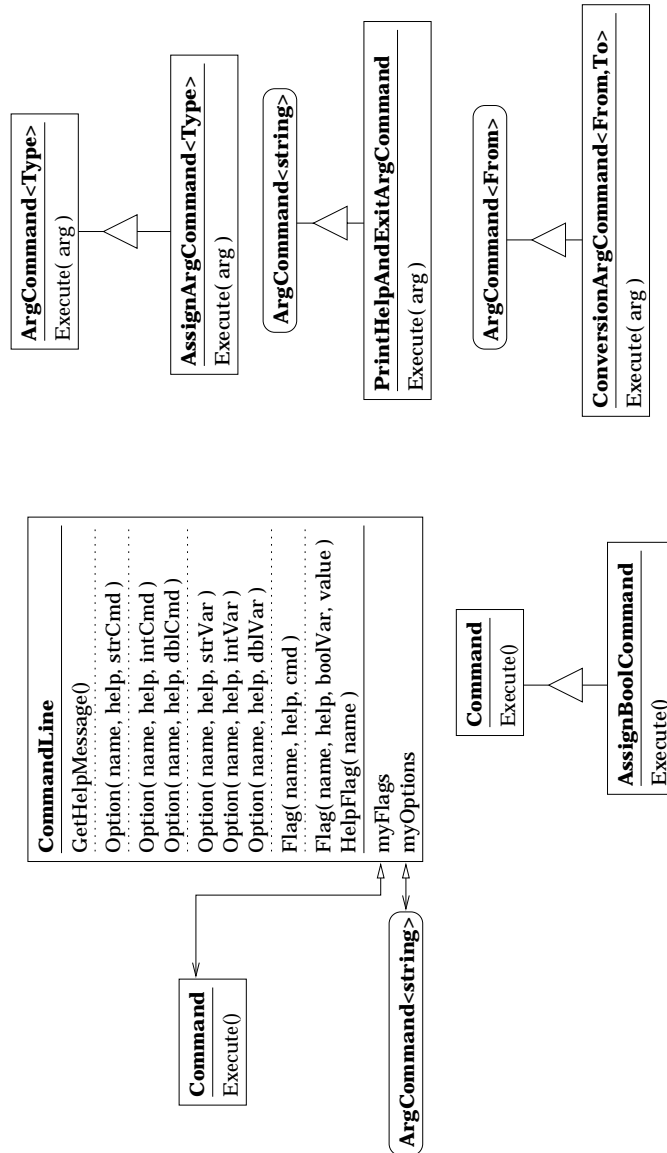 Command
Execute()
ArgCommand<string>
CommandLine
GetHelpMessage()
Option( name, help, strCmd )
Option( name, help, intCmd )
Option( name, help, dblCmd )
Option( name, help, strVar )
Option( name, help, intVar )
Option( name, help, dblVar )
Flag( name, help, cmd )
Flag( name, help, boolVar, value )
HelpFlag( name )
myFlags
myOptions
Command
Execute()
AssignBoolCommand
Execute()
ArgCommand<Type>
Execute( arg )
AssignArgCommand<Type>
Execute( arg )
ArgCommand<string>
PrintHelpAndExitArgCommand
Execute( arg )
ArgCommand<From>
ConversionArgCommand<From,To>
Execute( arg )